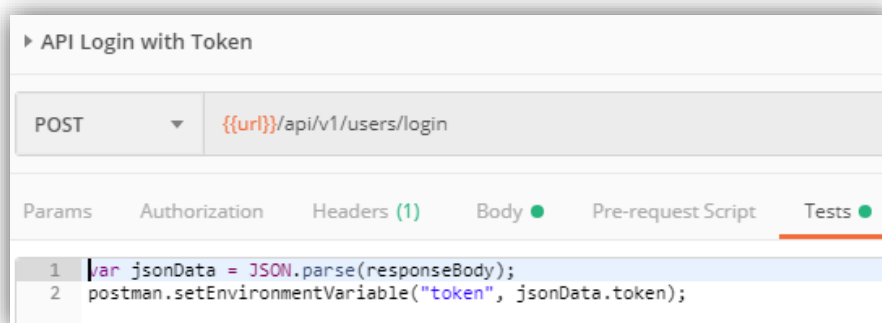 API Login with Token
POST {{url}}/api/v1/users/login
Params Authorization Headers (1) Body Pre-request Script Tests
1 var jsonData = JSON.parse(responseBody);
2 postman.setEnvironmentVariable("token", jsonData.token);